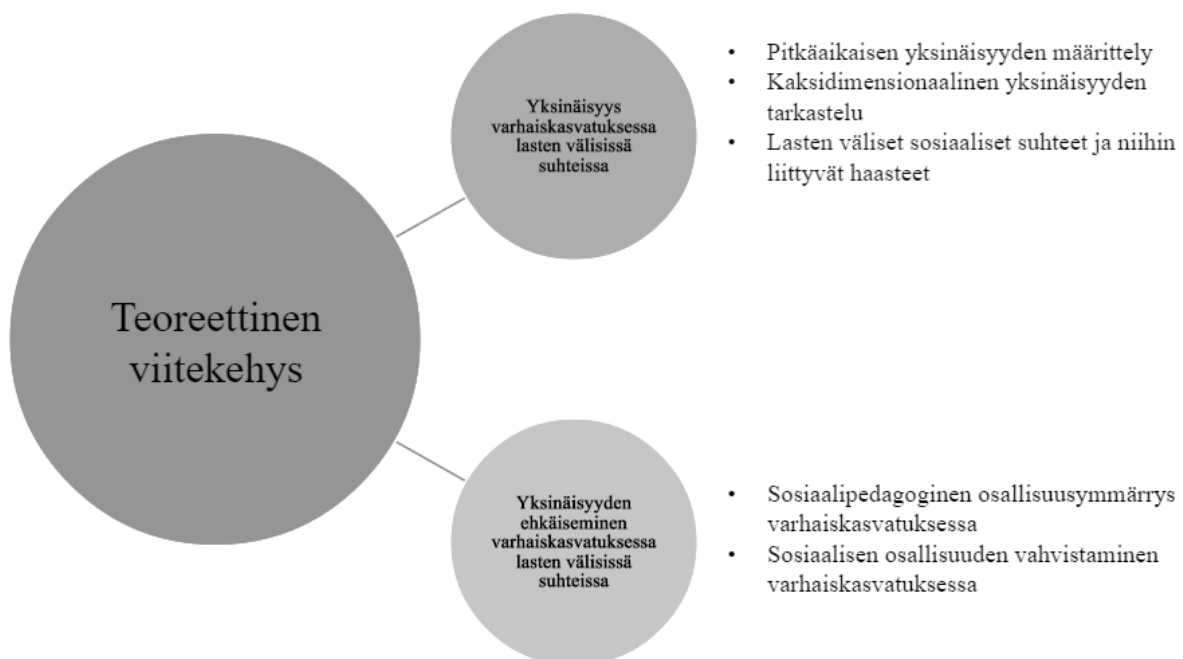 Teoreettinen
viitekehys
Yksinäisyys
varhaiskasvatuksessa
lasten välisissä
suhteissa
• Pitkäaikaisen yksinäisyyden määrittely
• Kaksidimensionaalinen yksinäisyyden
tarkastelu
• Lasten väliset sosiaaliset suhteet ja niihin
liittyvät haasteet
Yksinäisyyden
ehkäiseminen
varhaiskasvatuksessa
lasten välisissä
suhteissa
• Sosiaalipedagoginen osallisuusymmärrys
varhaiskasvatuksessa
• Sosiaalisen osallisuuden vahvistaminen
varhaiskasvatuksessa